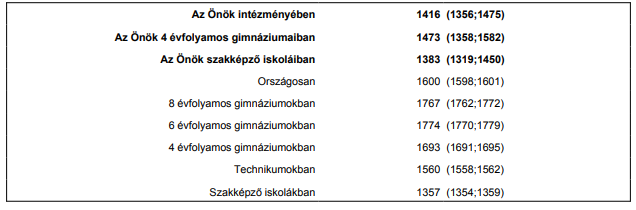 Az Önök intézményében 1416 (1356;1475)
Az Önök 4 évfolyamos gimnáziumaiban 1473 (1358;1582)
Az Önök szakképző iskoláiban 1383 (1319;1450)
Országosan 1600 (1598;1601)
8 évfolyamos gimnáziumokban 1767 (1762;1772)
6 évfolyamos gimnáziumokban 1774 (1770;1779)
4 évfolyamos gimnáziumokban 1693 (1691;1695)
Technikumokban 1560 (1558;1562)
Szakképző iskolákban 1357 (1354;1359)